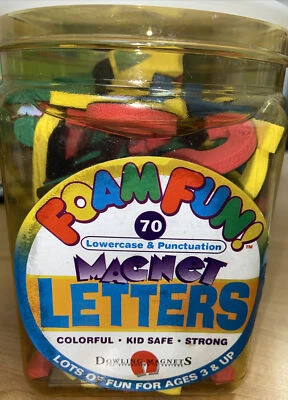 FOAM FUN!™
70
Lowercase & Punctuation
MAGNET
LETTERS
COLORFUL • KID SAFE • STRONG
DOWLING MAGNETS
LOTS OF FUN FOR AGES 3 & UP